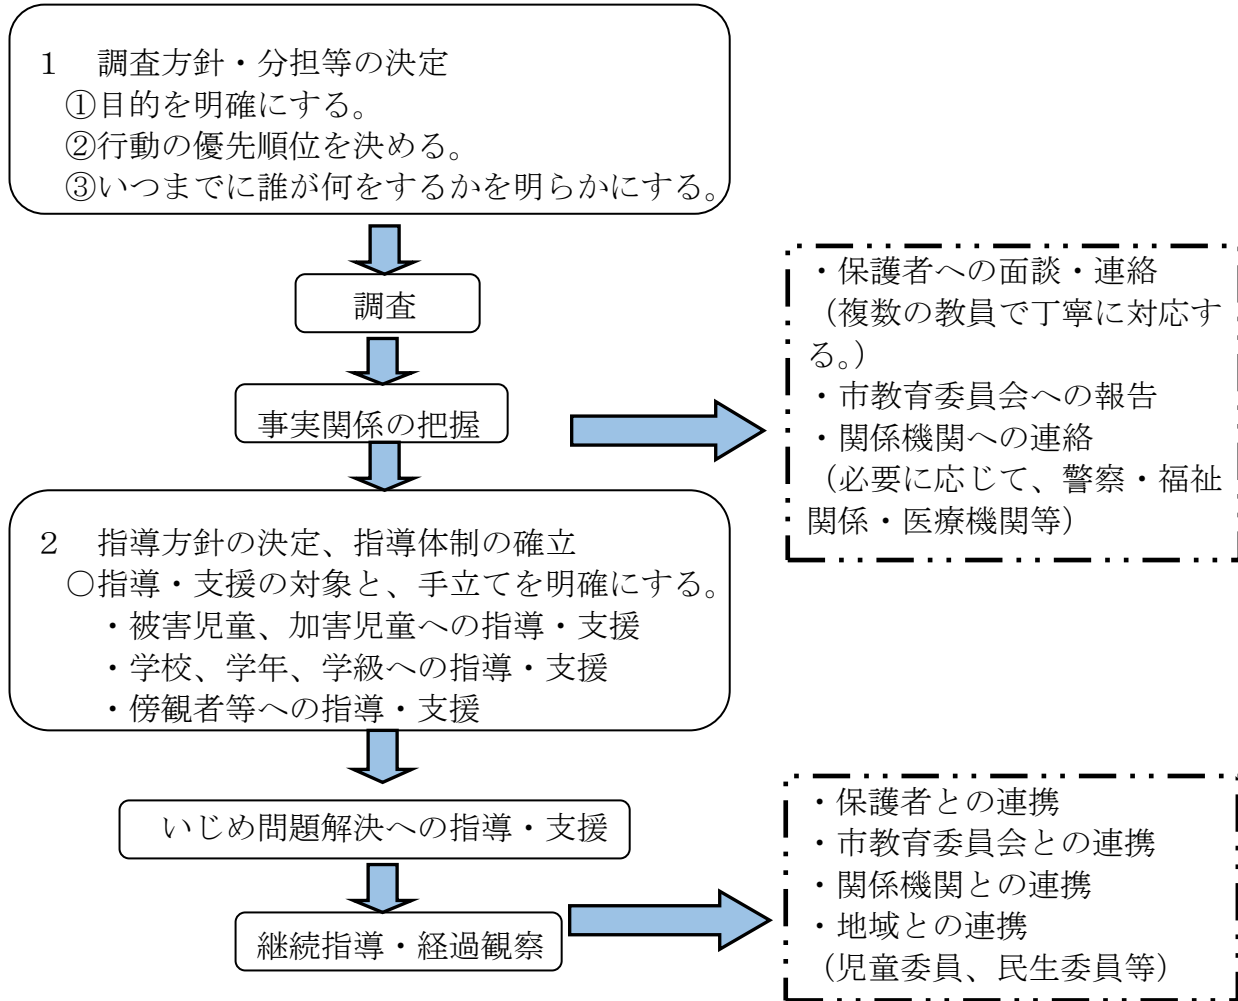 １　調査方針・分担等の決定
①目的を明確にする。
②行動の優先順位を決める。
③いつまでに誰が何をするかを明らかにする。
調査
事実関係の把握
・保護者への面談・連絡
（複数の教員で丁寧に対応す
る。）
・市教育委員会への報告
・関係機関への連絡
（必要に応じて、警察・福祉
関係・医療機関等）
２　指導方針の決定、指導体制の確立
○指導・支援の対象と、手立てを明確にする。
・被害児童、加害児童への指導・支援
・学校、学年、学級への指導・支援
・傍観者等への指導・支援
いじめ問題解決への指導・支援
継続指導・経過観察
・保護者との連携
・市教育委員会との連携
・関係機関との連携
・地域との連携
（児童委員、民生委員等）